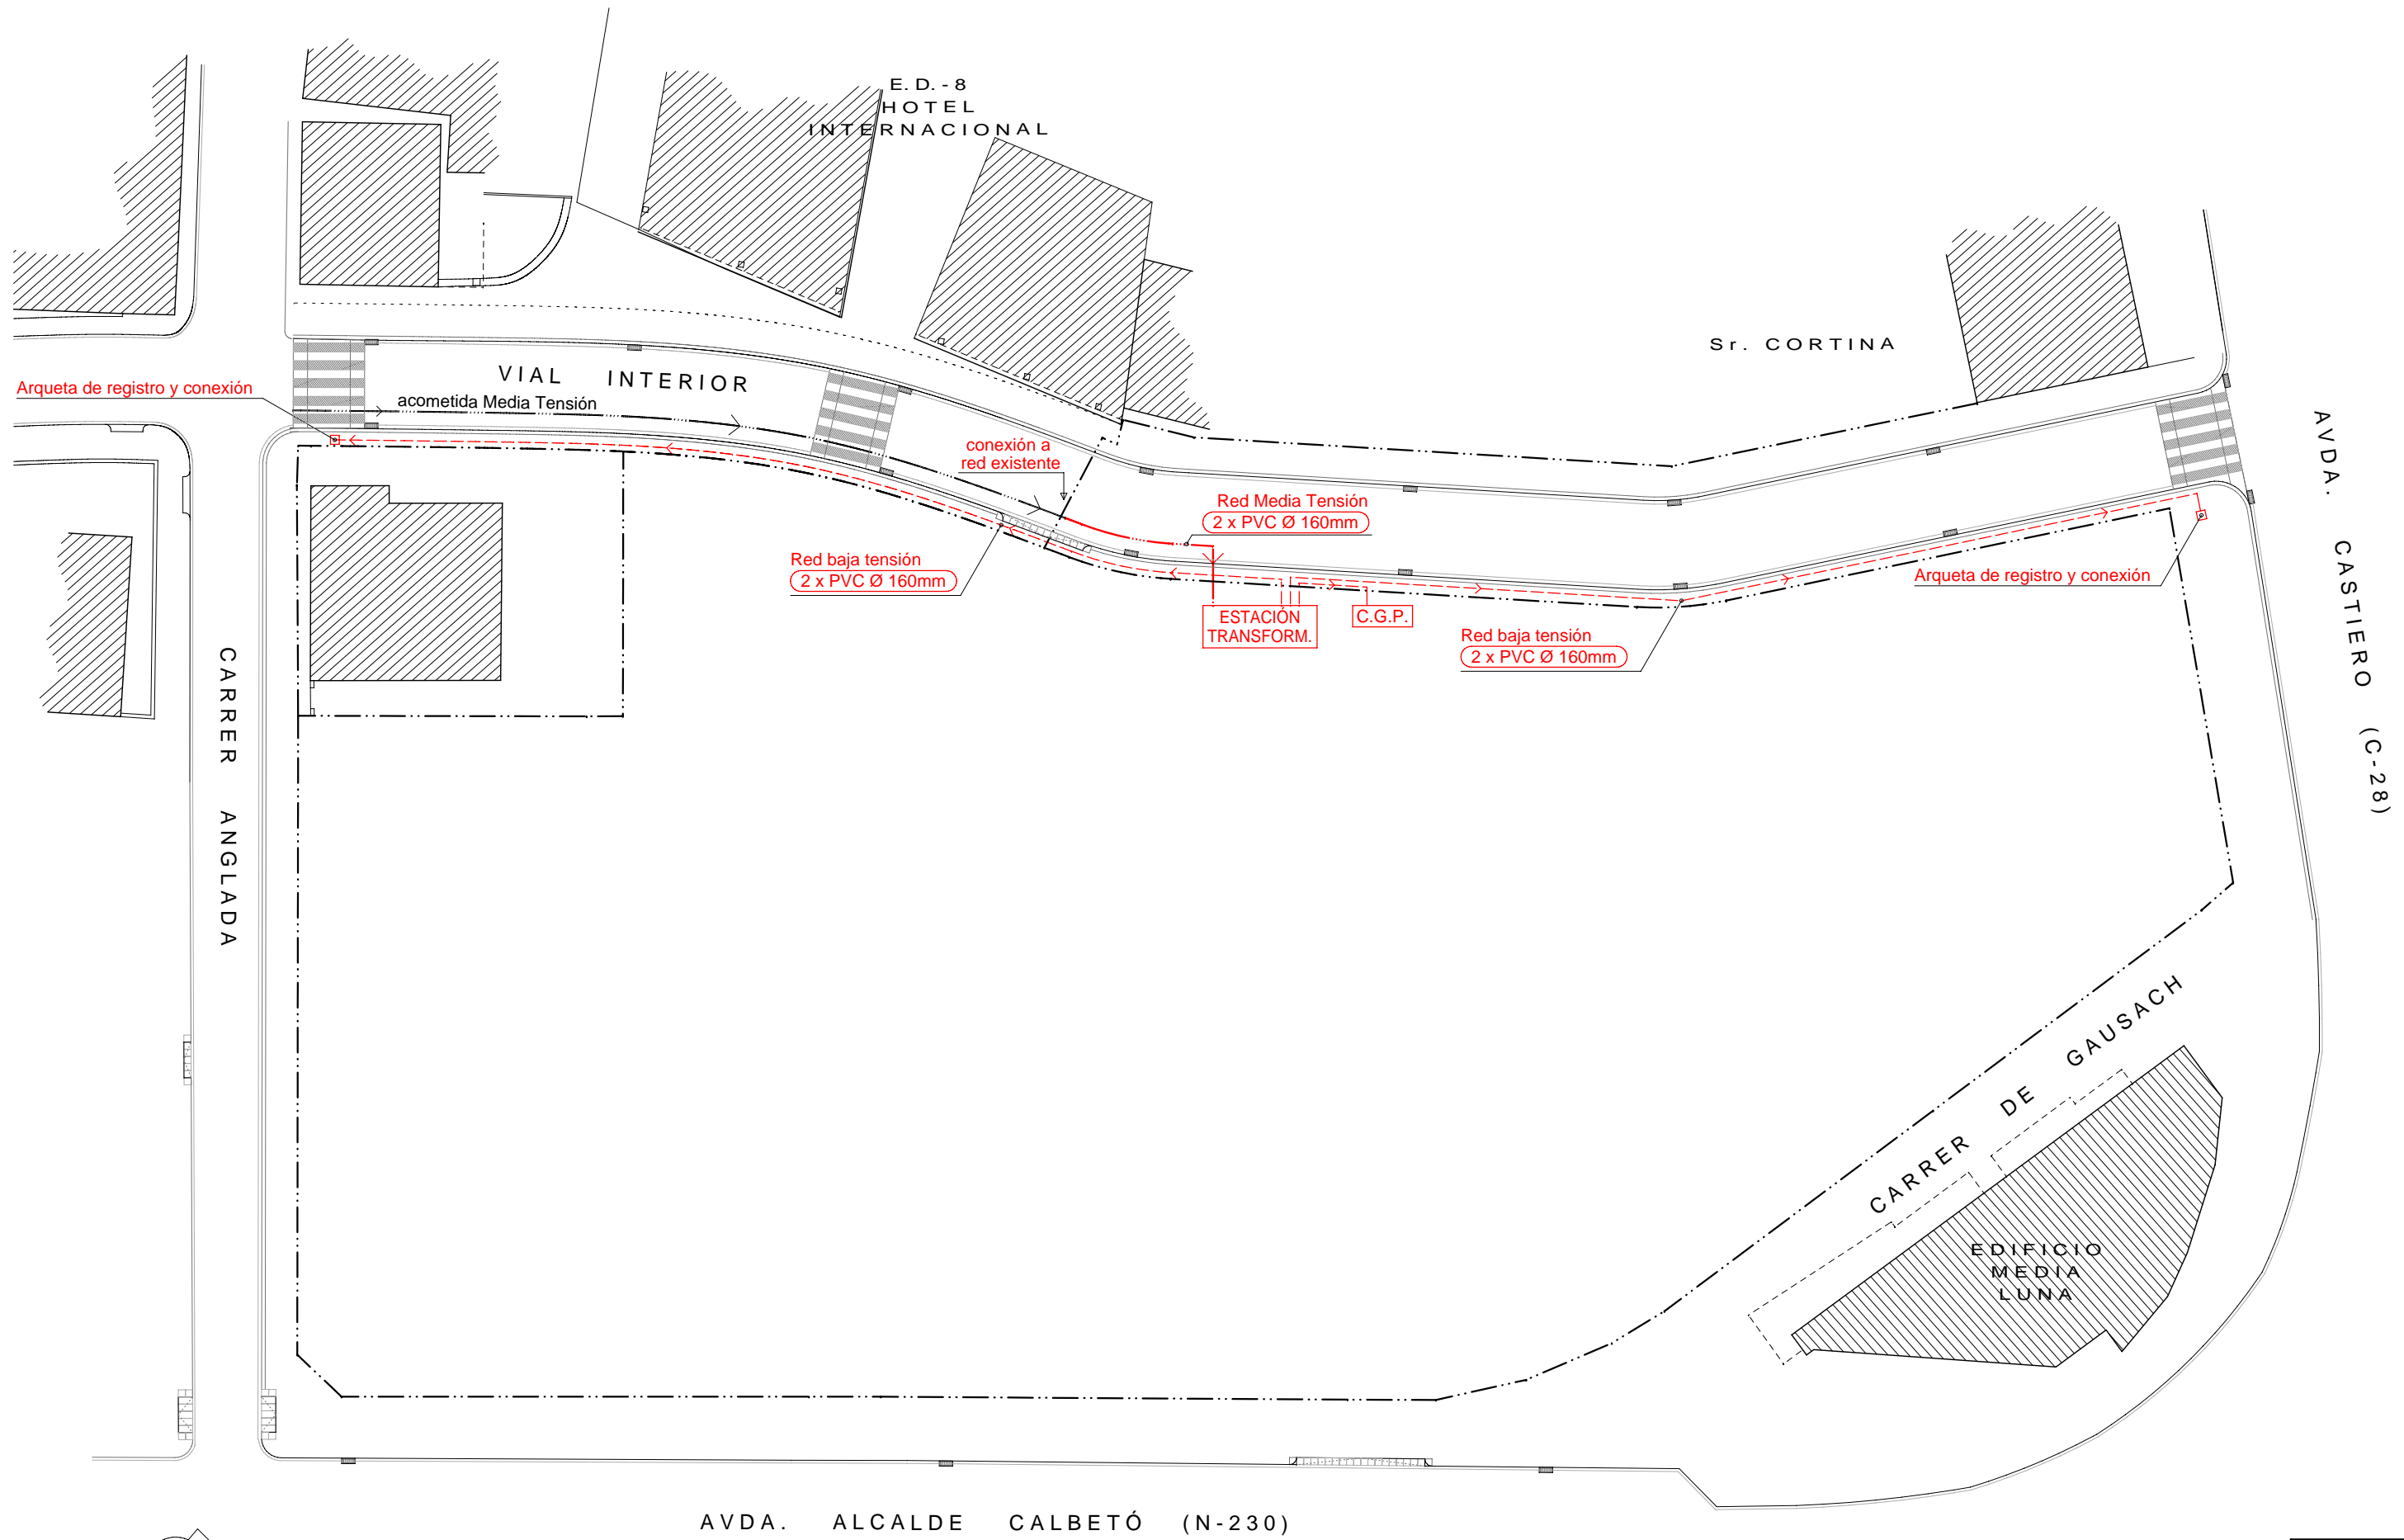 E.D.-8
HOTEL
INTERNACIONAL
Sr. CORTINA
VIAL INTERIOR
Arqueta de registro y conexión
acometida Media Tensión
conexión a
red existente
Red Media Tensión
2 x PVC Ø 160mm
Red baja tensión
2 x PVC Ø 160mm
ESTACIÓN
TRANSFORM.
C.G.P.
Red baja tensión
2 x PVC Ø 160mm
Arqueta de registro y conexión
AVDA. CASTIERO (C-28)
CARRER ANGLADA
CARRER DE GAUSACH
EDIFICIO
MEDIA
LUNA
AVDA. ALCALDE CALBETÓ (N-230)